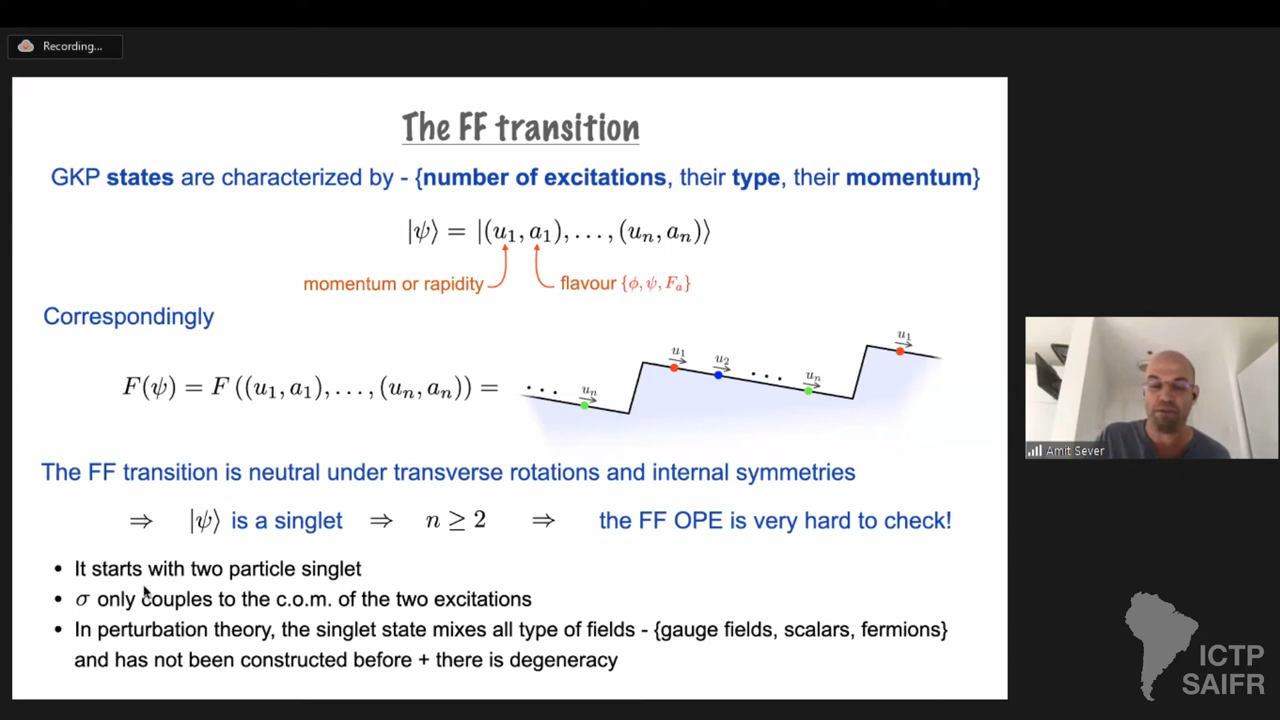 Recording...
The FF transition
GKP states are characterized by - {number of excitations, their type, their momentum}
|ψ⟩ = |(u₁, a₁), . . . , (uₙ, aₙ)⟩
momentum or rapidity
flavour {ϕ, ψ, Fₐ}
Correspondingly
F(ψ) = F ((u₁, a₁), . . . , (uₙ, aₙ)) =
. . . uₙ u₁ u₂ . . . uₙ u₁
The FF transition is neutral under transverse rotations and internal symmetries
⇒ |ψ⟩ is a singlet ⇒ n ≥ 2 ⇒ the FF OPE is very hard to check!
• It starts with two particle singlet
• σ only couples to the c.o.m. of the two excitations
• In perturbation theory, the singlet state mixes all type of fields - {gauge fields, scalars, fermions}
and has not been constructed before + there is degeneracy
Amit Sever
ICTP
SAIFR